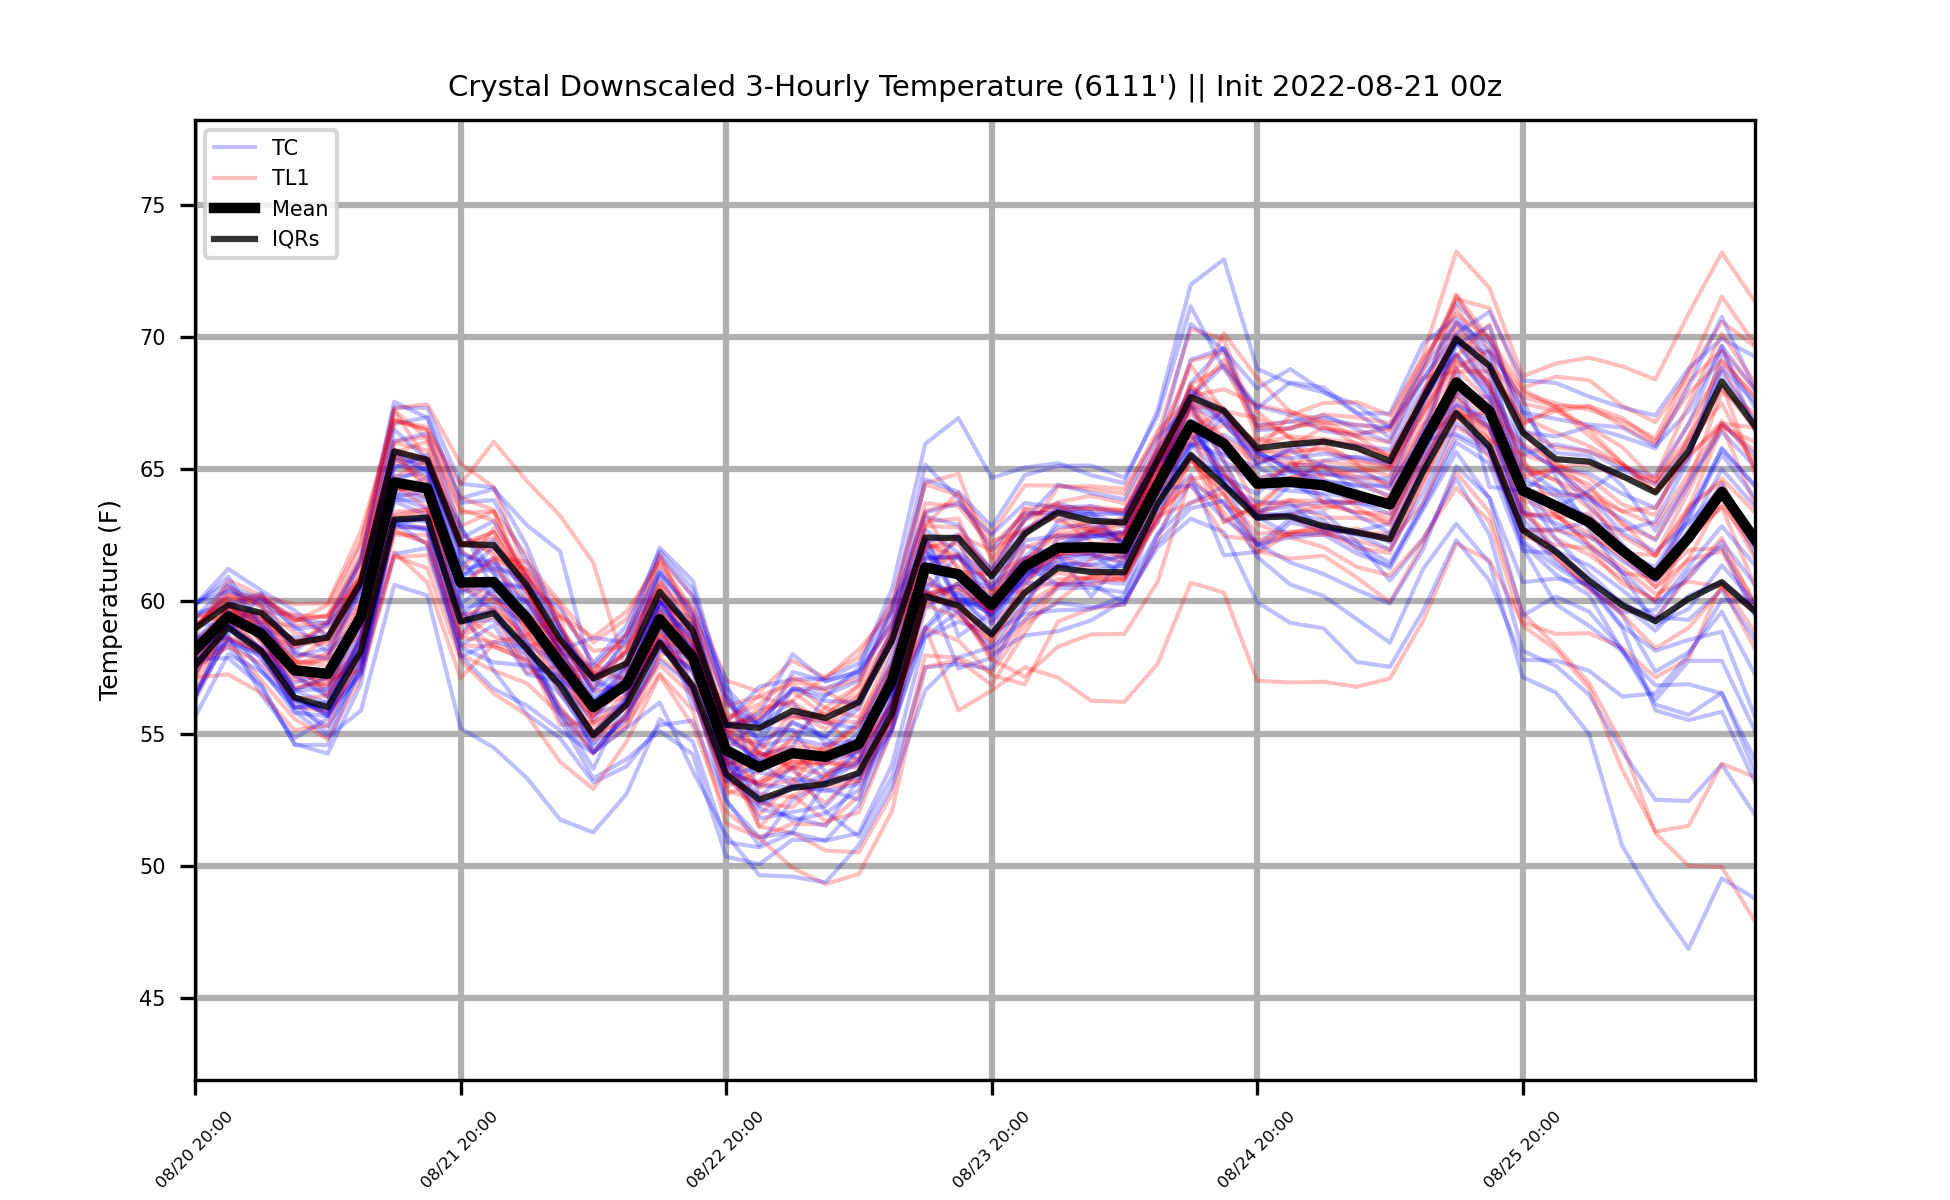 Crystal Downscaled 3-Hourly Temperature (6111') || Init 2022-08-21 00z
TC
TL1
Mean
IQRs
Temperature (F)
75
70
65
60
55
50
45
08/20 20:00
08/21 20:00
08/22 20:00
08/23 20:00
08/24 20:00
08/25 20:00